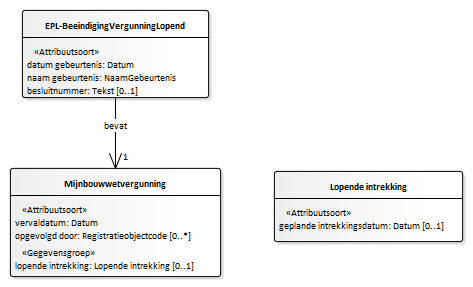 EPL-BeeindigingVergunningLopend
«Attribuutsoort»
datum gebeurtenis: Datum
naam gebeurtenis: NaamGebeurtenis
besluitnummer: Tekst [0..1]
bevat
1
Mijnbouwwetvergunning
«Attribuutsoort»
vervaldatum: Datum
opgevolgd door: Registratieobjectcode [0..*]
«Gegevensgroep»
lopende intrekking: Lopende intrekking [0..1]
Lopende intrekking
«Attribuutsoort»
geplande intrekkingsdatum: Datum [0..1]